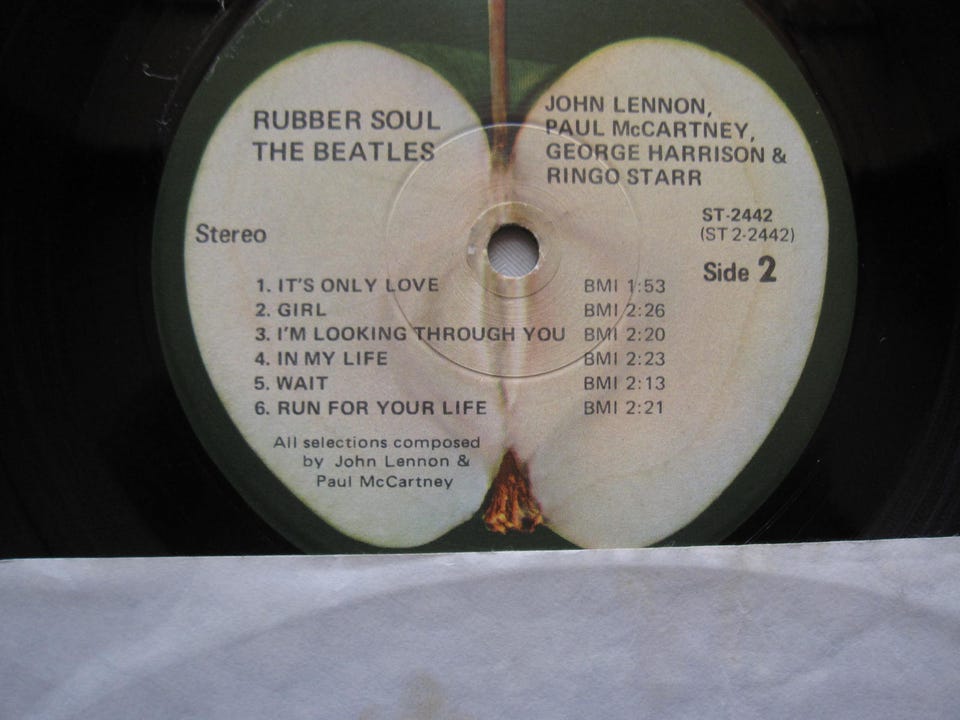 RUBBER SOUL
THE BEATLES
JOHN LENNON,
PAUL McCARTNEY,
GEORGE HARRISON &
RINGO STARR
Stereo
ST-2442
(ST 2-2442)
Side 2
1. IT'S ONLY LOVE BMI 1:53
2. GIRL BMI 2:26
3. I'M LOOKING THROUGH YOU BMI 2:20
4. IN MY LIFE BMI 2:23
5. WAIT BMI 2:13
6. RUN FOR YOUR LIFE BMI 2:21
All selections composed
by John Lennon &
Paul McCartney